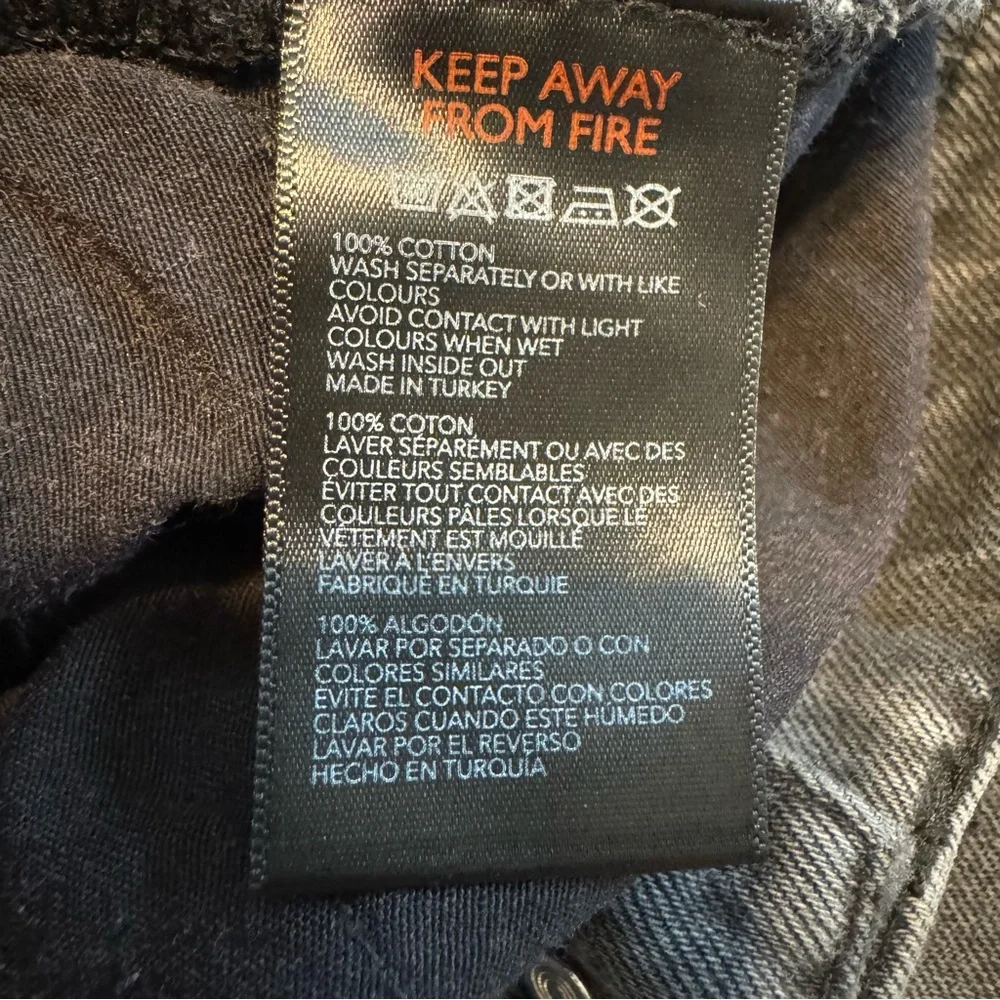 KEEP AWAY
FROM FIRE
100% COTTON
WASH SEPARATELY OR WITH LIKE
COLOURS
AVOID CONTACT WITH LIGHT
COLOURS WHEN WET
WASH INSIDE OUT
MADE IN TURKEY
100% COTON
LAVER SÉPARÉMENT OU AVEC DES
COULEURS SEMBLABLES
ÉVITER TOUT CONTACT AVEC DES
COULEURS PÂLES LORSQUE LE
VÊTEMENT EST MOUILLÉ
LAVER À L'ENVERS
FABRIQUÉ EN TURQUIE
100% ALGODÓN
LAVAR POR SEPARADO O CON
COLORES SIMILARES
EVITE EL CONTACTO CON COLORES
CLAROS CUANDO ESTE HÚMEDO
LAVAR POR EL REVERSO
HECHO EN TURQUÍA